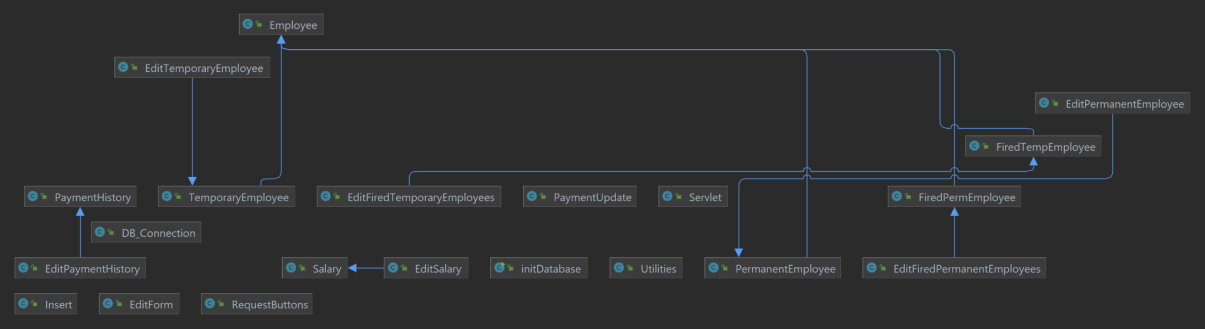 Employee
EditTemporaryEmployee
EditPermanentEmployee
FiredTempEmployee
PaymentHistory
TemporaryEmployee
EditFiredTemporaryEmployees
PaymentUpdate
Servlet
FiredPermEmployee
DB_Connection
EditPaymentHistory
Salary
EditSalary
initDatabase
Utilities
PermanentEmployee
EditFiredPermanentEmployees
Insert
EditForm
RequestButtons